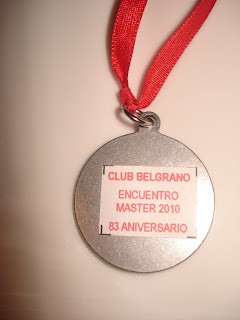 CLUB BELGRANO
ENCUENTRO
MASTER 2010
83 ANIVERSARIO